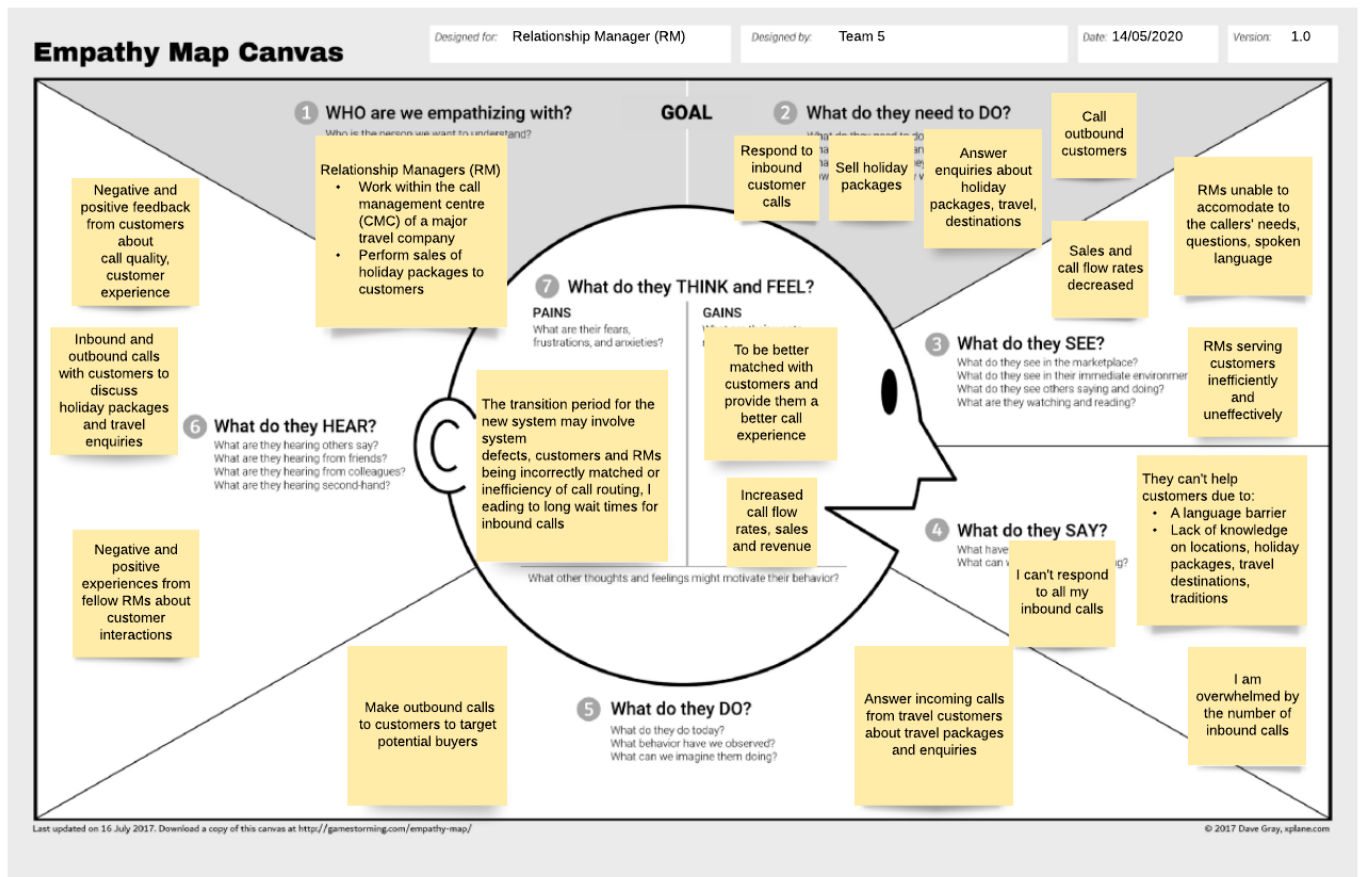 Empathy Map Canvas
Designed for: Relationship Manager (RM)
Designed by: Team 5
Date: 14/05/2020
Version: 1.0
1 WHO are we empathizing with?
Who is the person we want to understand?
Relationship Managers (RM)
• Work within the call
management centre
(CMC) of a major
travel company
• Perform sales of
holiday packages to
customers
GOAL
2 What do they need to DO?
What do they need to do
Respond to
inbound
customer
calls
Sell holiday
packages
Answer
enquiries about
holiday
packages, travel,
destinations
Call
outbound
customers
3 What do they SEE?
What do they see in the marketplace?
What do they see in their immediate environmen
What do they see others saying and doing?
What are they watching and reading?
Sales and
call flow rates
decreased
RMs unable to
accomodate to
the callers' needs,
questions, spoken
language
RMs serving
customers
inefficiently
and
uneffectively
4 What do they SAY?
What have
What can
I can't respond
to all my
inbound calls
They can't help
customers due to:
• A language barrier
• Lack of knowledge
on locations, holiday
packages, travel
destinations,
traditions
I am
overwhelmed by
the number of
inbound calls
5 What do they DO?
What do they do today?
What behavior have we observed?
What can we imagine them doing?
Make outbound calls
to customers to target
potential buyers
Answer incoming calls
from travel customers
about travel packages
and enquiries
6 What do they HEAR?
What are they hearing others say?
What are they hearing from friends?
What are they hearing from colleagues?
What are they hearing second-hand?
Negative and
positive feedback
from customers
about
call quality,
customer
experience
Inbound and
outbound calls
with customers to
discuss
holiday packages
and travel
enquiries
Negative and
positive
experiences from
fellow RMs about
customer
interactions
7 What do they THINK and FEEL?
PAINS
What are their fears,
frustrations, and anxieties?
The transition period for the
new system may involve
system
defects, customers and RMs
being incorrectly matched or
inefficiency of call routing, l
eading to long wait times for
inbound calls
GAINS
To be better
matched with
customers and
provide them a
better call
experience
Increased
call flow
rates, sales
and revenue
What other thoughts and feelings might motivate their behavior?
Last updated on 16 July 2017. Download a copy of this canvas at http://gamestorming.com/empathy-map/
© 2017 Dave Gray, xplane.com